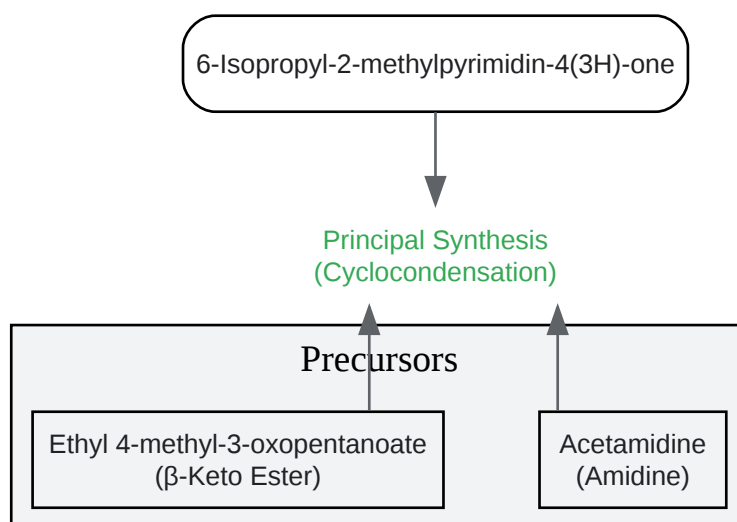 6-Isopropyl-2-methylpyrimidin-4(3H)-one
Principal Synthesis
(Cyclocondensation)
Precursors
Ethyl 4-methyl-3-oxopentanoate
(β-Keto Ester)
Acetamidine
(Amidine)